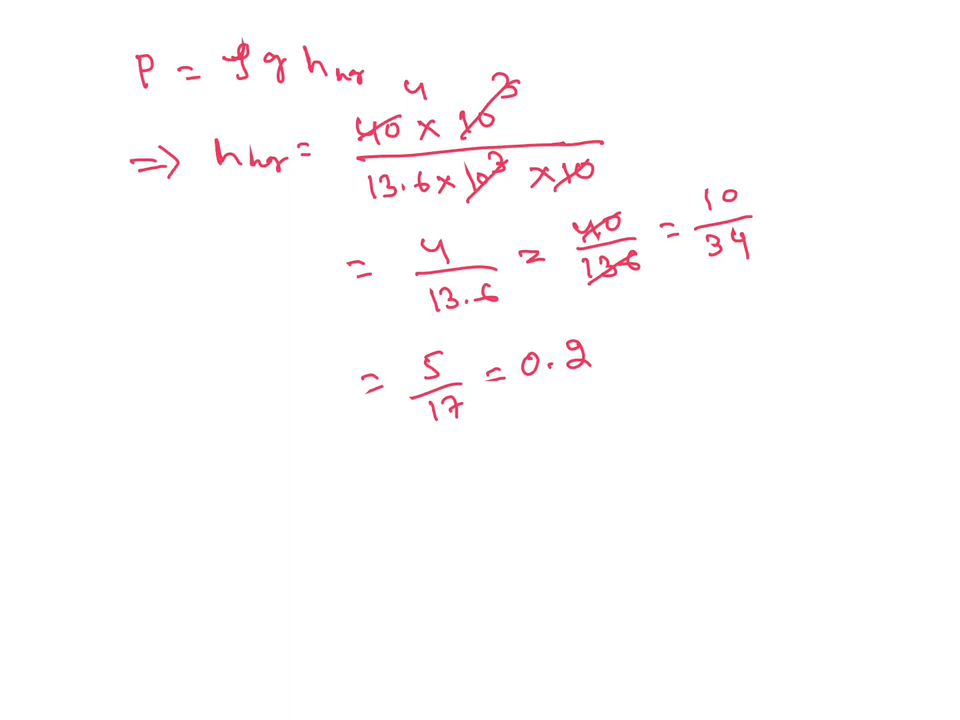 P = ρ g h_hg
⇒ h_hg = (40 4 × 10³) / (13.6 × 10³ × 10)
= 4/13.6 = 40/136 = 10/34
= 5/17 = 0.2